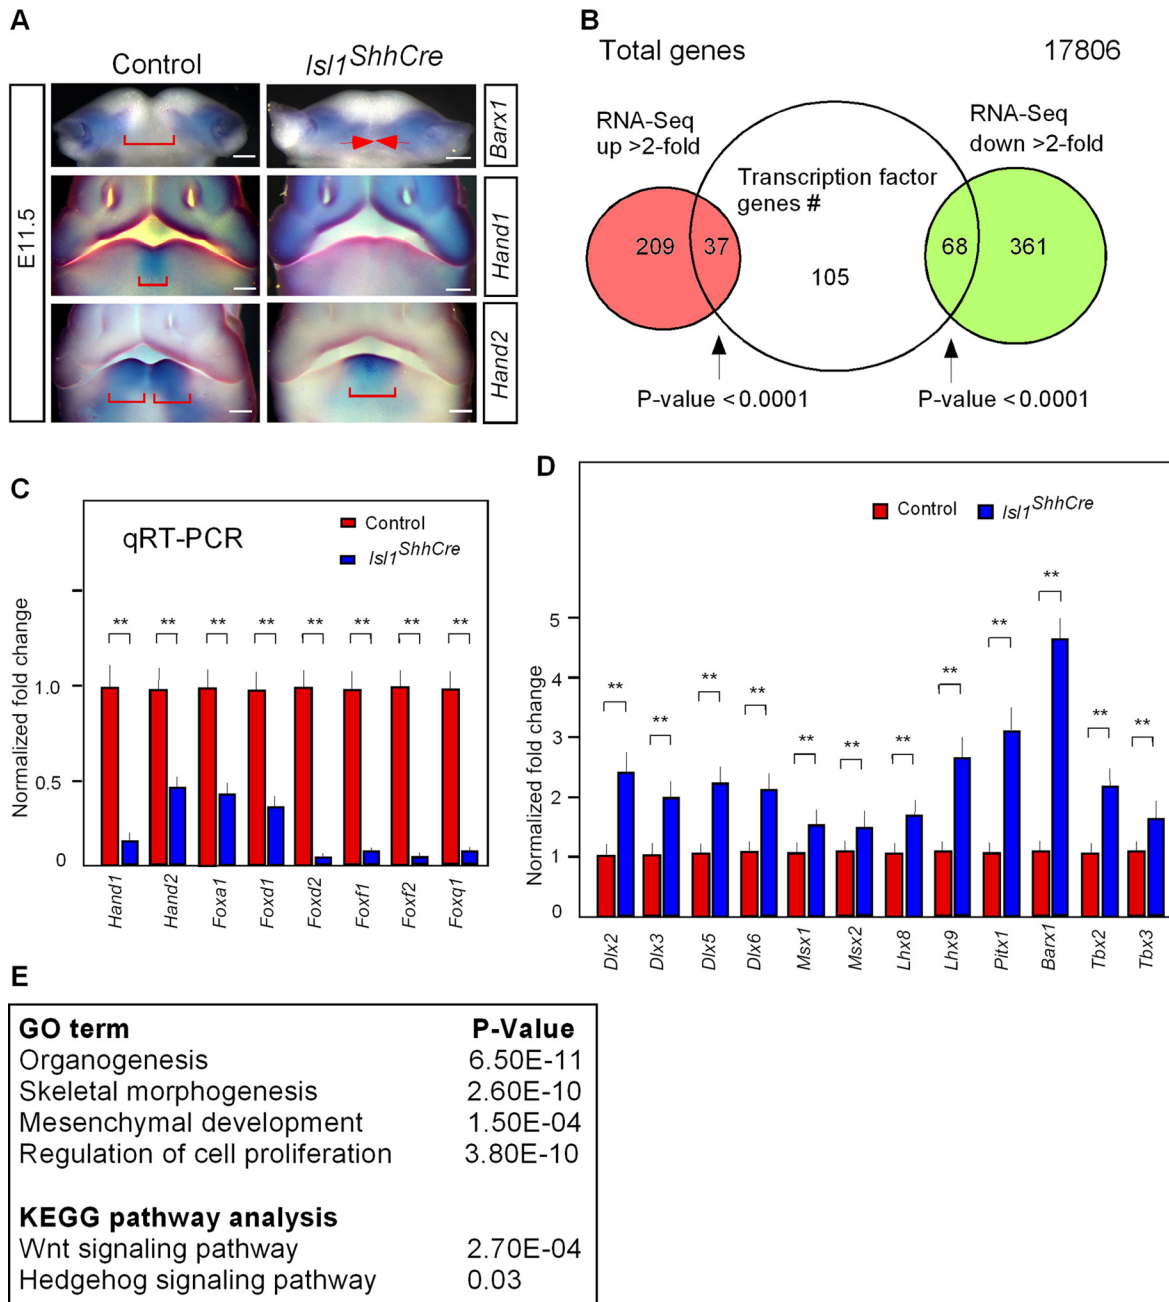 A
Control
Isl1ShhCre
E11.5
Barx1
Hand1
Hand2
B
Total genes 17806
RNA-Seq
up >2-fold
RNA-Seq
down >2-fold
Transcription factor
genes #
209
37
105
68
361
P-value <0.0001
P-value <0.0001
C
qRT-PCR
Control
Isl1ShhCre
Normalized fold change
1.0
0.5
0
** ** ** ** ** ** ** **
Hand1
Hand2
Foxa1
Foxd1
Foxd2
Foxf1
Foxf2
Foxq1
D
Control
Isl1ShhCre
Normalized fold change
5
4
3
2
1
0
** ** ** ** ** ** ** ** ** ** ** **
Dlx2
Dlx3
Dlx5
Dlx6
Msx1
Msx2
Lhx8
Lhx9
Pitx1
Barx1
Tbx2
Tbx3
E
GO term P-Value
Organogenesis 6.50E-11
Skeletal morphogenesis 2.60E-10
Mesenchymal development 1.50E-04
Regulation of cell proliferation 3.80E-10
KEGG pathway analysis
Wnt signaling pathway 2.70E-04
Hedgehog signaling pathway 0.03